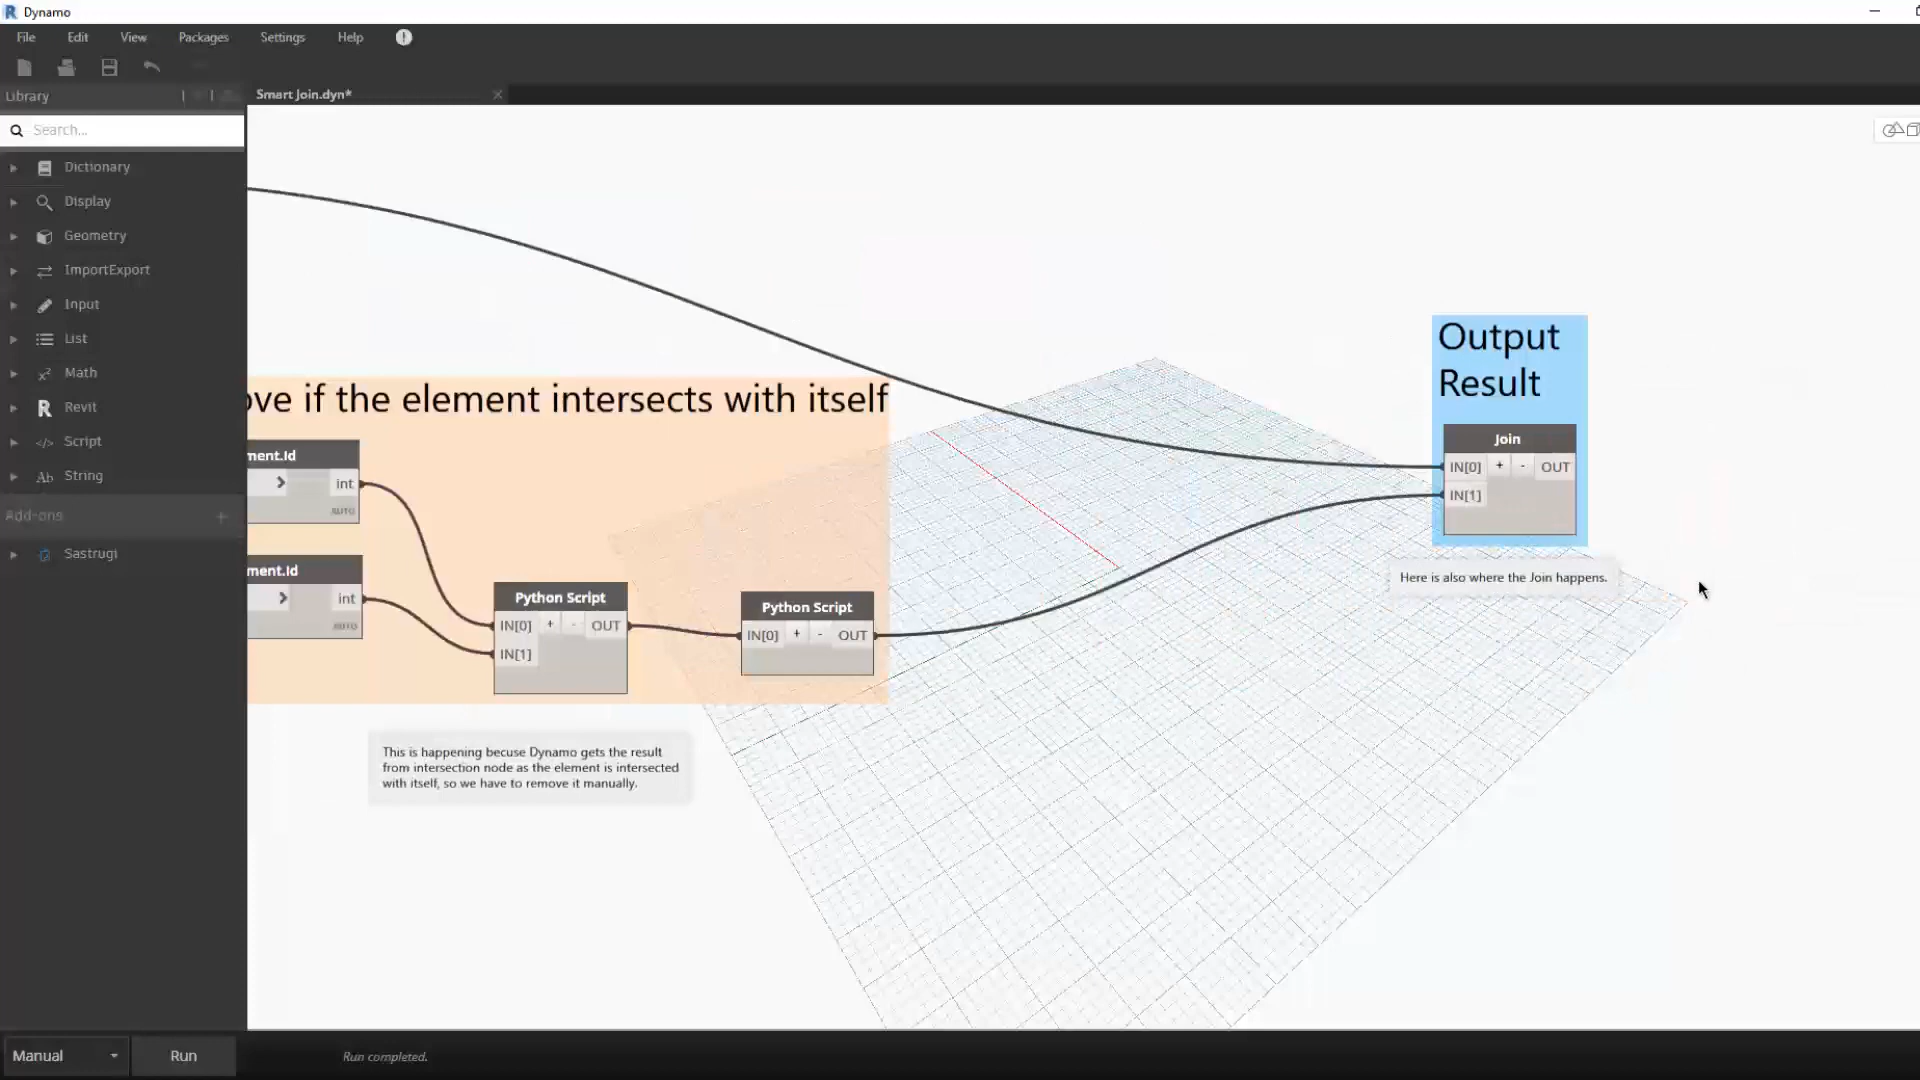 Dynamo
File Edit View Packages Settings Help
Library
Smart Join.dyn*
Search...
Dictionary
Display
Geometry
ImportExport
Input
List
Math
Revit
Script
String
Add-ons
Sastrugi
ove if the element intersects with itself
ment.Id
int
AUTO
ment.Id
int
AUTO
Python Script
IN[0] + - OUT
IN[1]
Python Script
IN[0] + - OUT
Output
Result
Join
IN[0] + - OUT
IN[1]
Here is also where the Join happens.
This is happening becuse Dynamo gets the result
from intersection node as the element is intersected
with itself, so we have to remove it manually.
Manual
Run
Run completed.